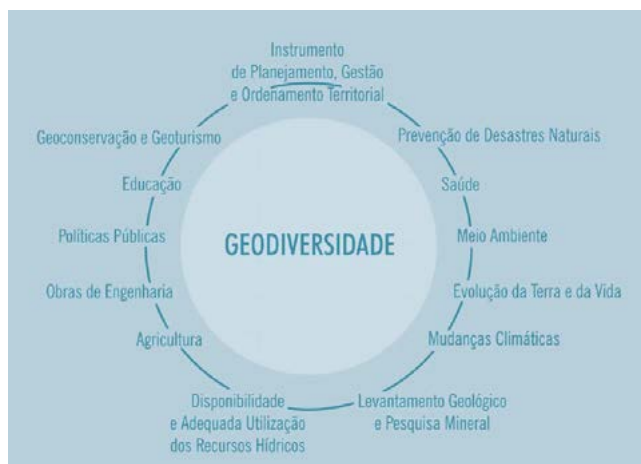 Instrumento
de Planejamento, Gestão
e Ordenamento Territorial
Geoconservação e Geoturismo
Prevenção de Desastres Naturais
Educação
Saúde
GEODIVERSIDADE
Políticas Públicas
Meio Ambiente
Obras de Engenharia
Evolução da Terra e da Vida
Agricultura
Mudanças Climáticas
Disponibilidade
e Adequada Utilização
dos Recursos Hídricos
Levantamento Geológico
e Pesquisa Mineral